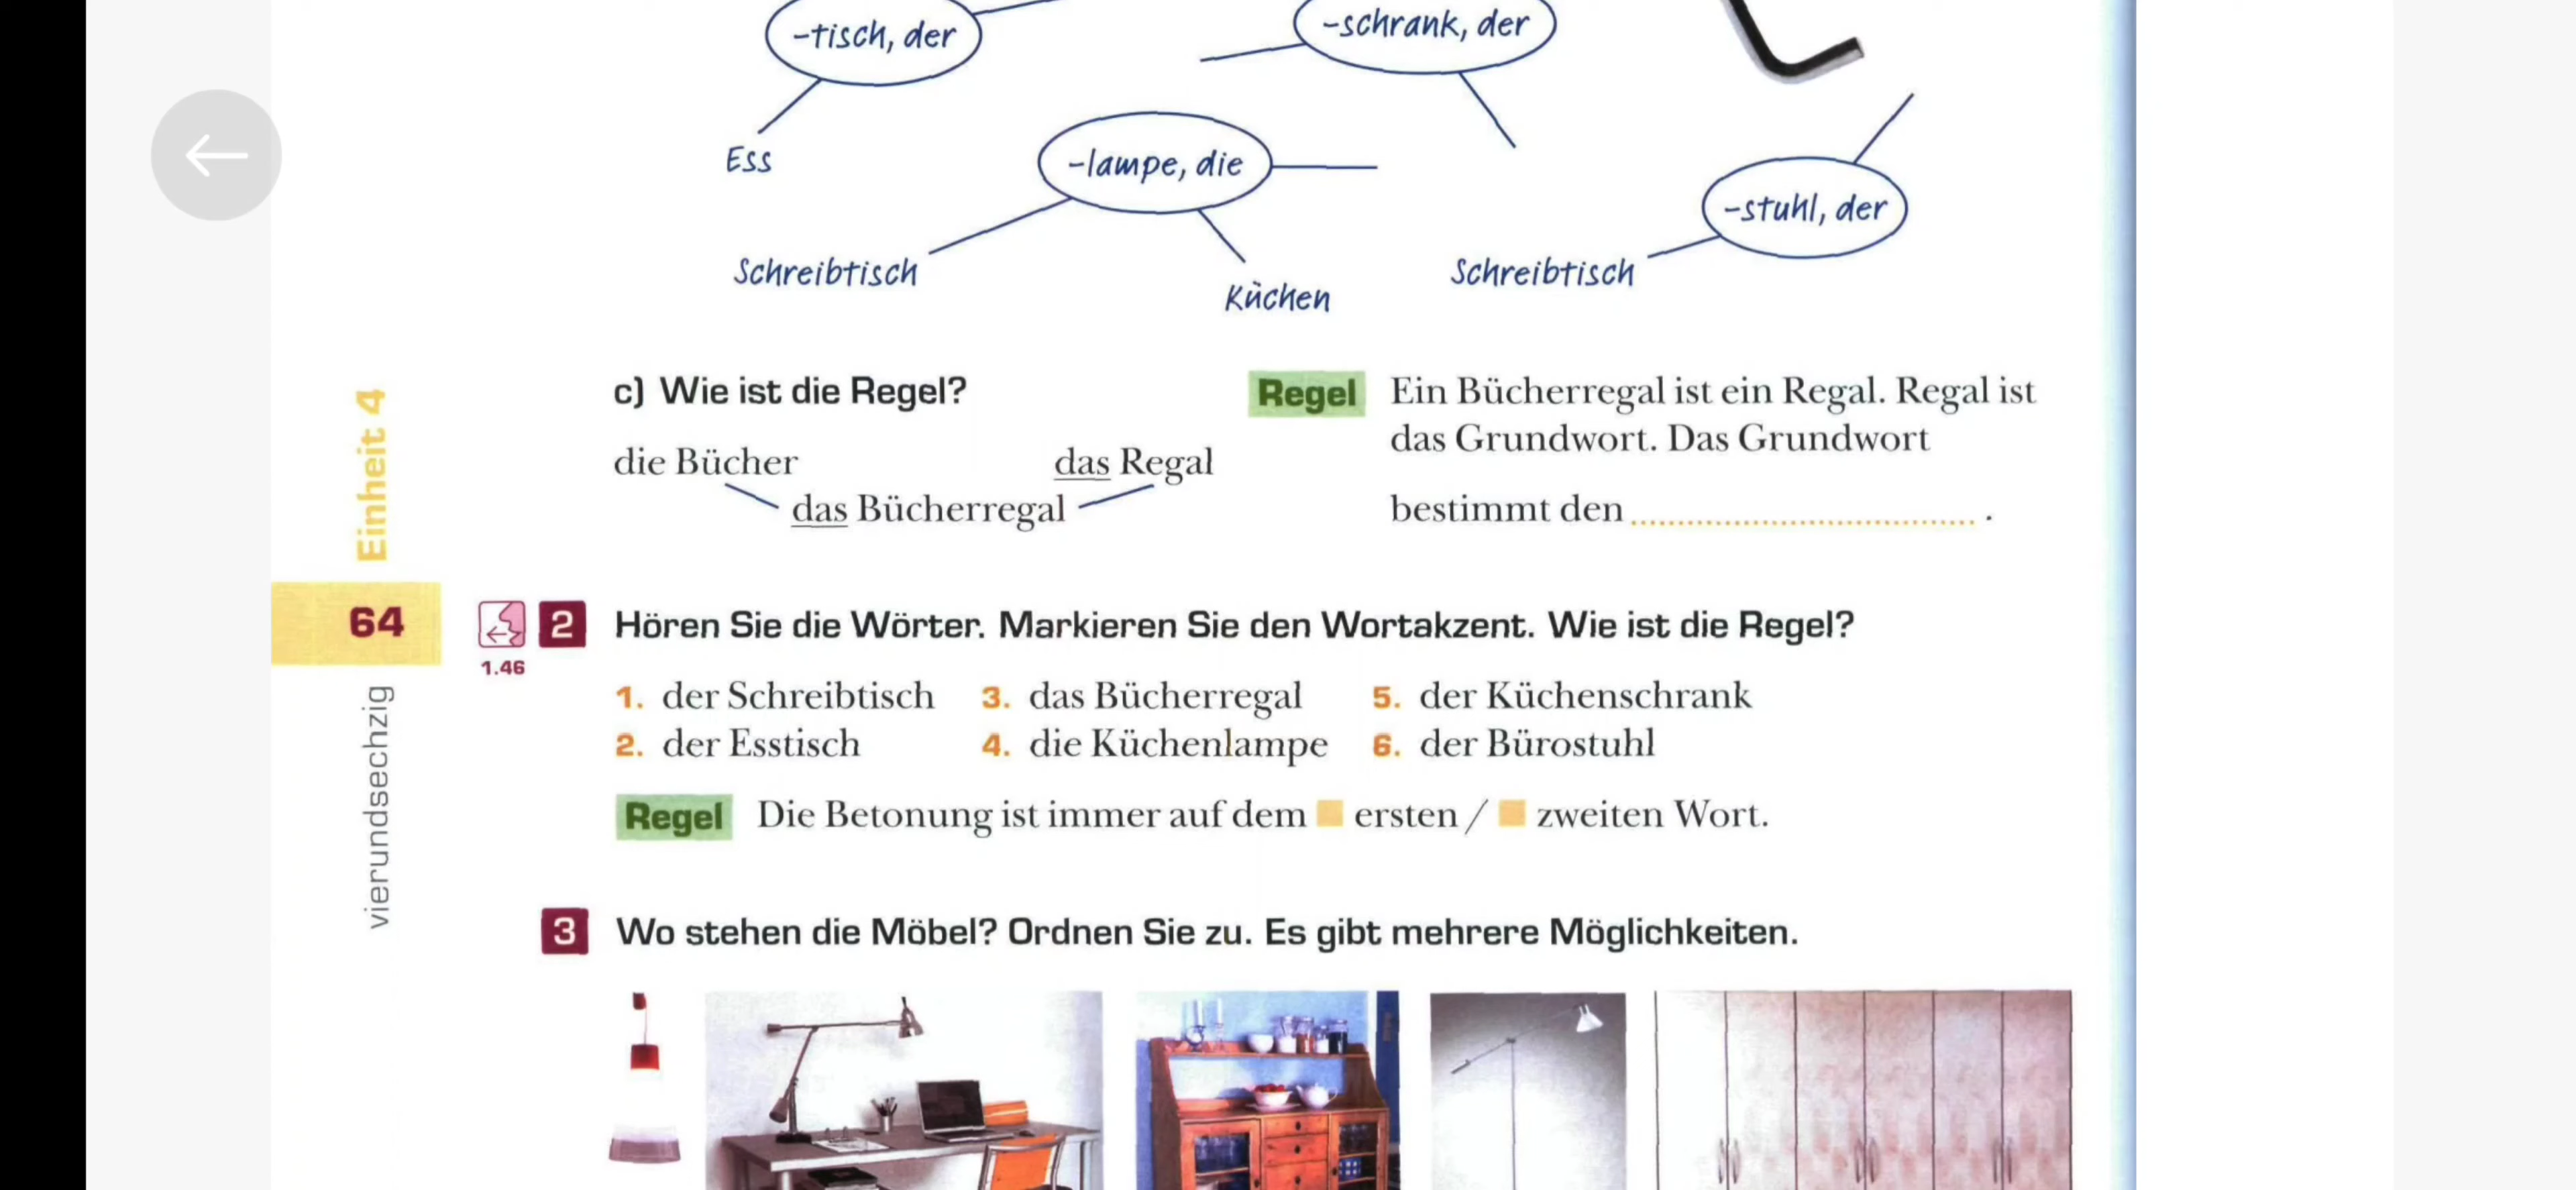 -tisch, der
-schrank, der
Ess
-lampe, die
-stuhl, der
Schreibtisch
Küchen
Schreibtisch
c) Wie ist die Regel?
die Bücher
das Regal
das Bücherregal
Regel
Ein Bücherregal ist ein Regal. Regal ist
das Grundwort. Das Grundwort
bestimmt den .................... .
Einheit 4
64
vierundsechzig
1.46
2 Hören Sie die Wörter. Markieren Sie den Wortakzent. Wie ist die Regel?
1. der Schreibtisch 3. das Bücherregal 5. der Küchenschrank
2. der Esstisch 4. die Küchenlampe 6. der Bürostuhl
Regel Die Betonung ist immer auf dem ersten / zweiten Wort.
3 Wo stehen die Möbel? Ordnen Sie zu. Es gibt mehrere Möglichkeiten.